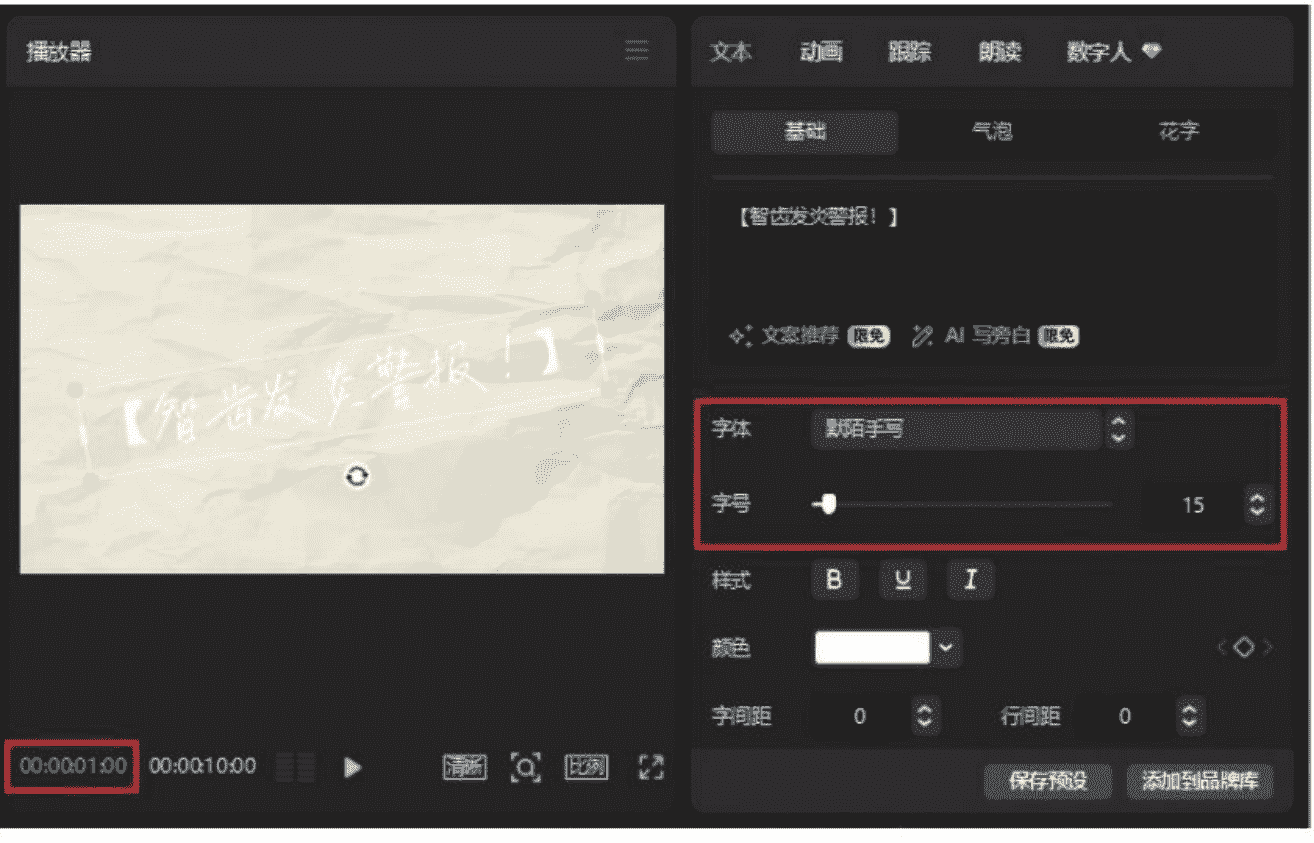 播放器
【智齿发炎警报！】
00:00:01:00 00:00:10:00 清晰 比例
文本 动画 跟踪 朗读 数字人
基础 气泡 花字
【智齿发炎警报！】
文案推荐 限免 AI 写旁白 限免
字体 默陌手写
字号 15
样式 B U I
颜色
字间距 0 行间距 0
保存预设 添加到品牌库